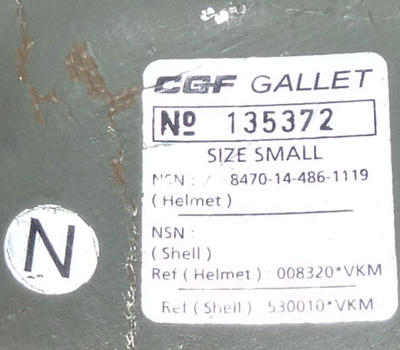 CGF GALLET
Nº 135372
SIZE SMALL
NSN : / 8470-14-486-1119
( Helmet )
NSN :
( Shell )
Ref ( Helmet ) : 008320*VKM
Ref ( Shell ) 530010*VKM
N